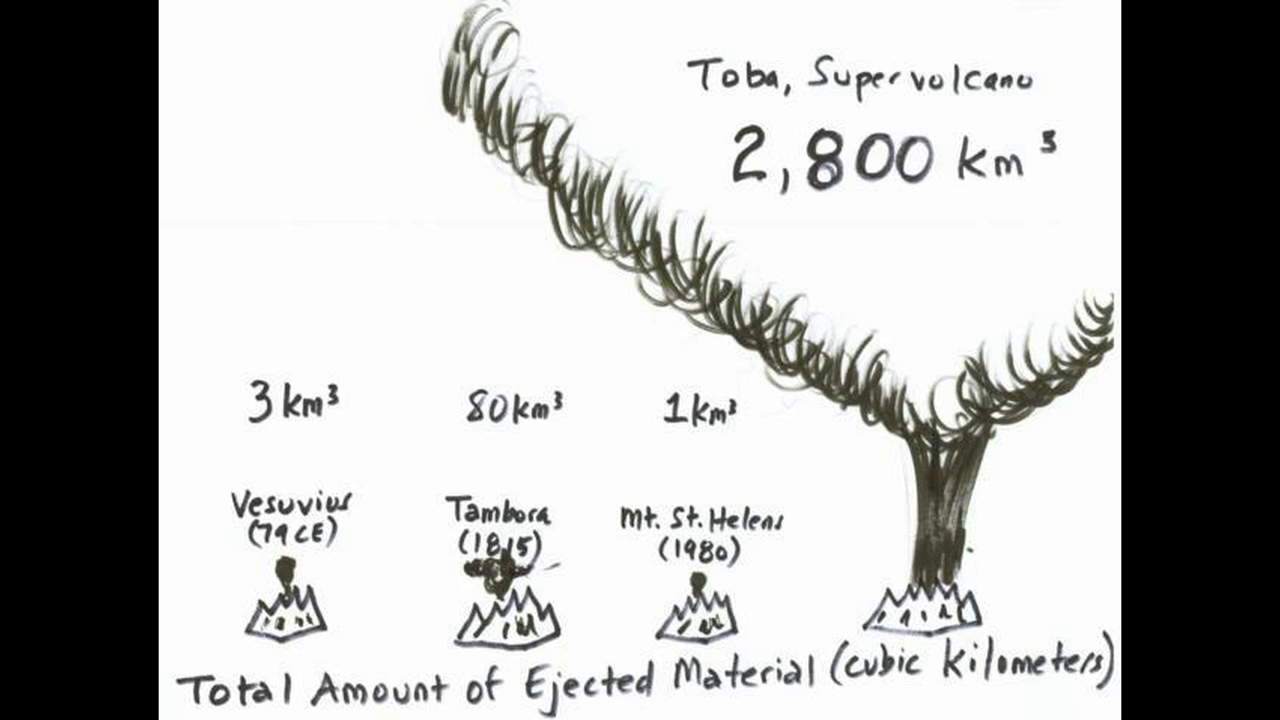 Toba, Supervolcano
2,800 km³
3 km³
80 km³
1 km³
Vesuvius
(79 CE)
Tambora
(1815)
Mt. St. Helens
(1980)
Total Amount of Ejected Material (cubic kilometers)